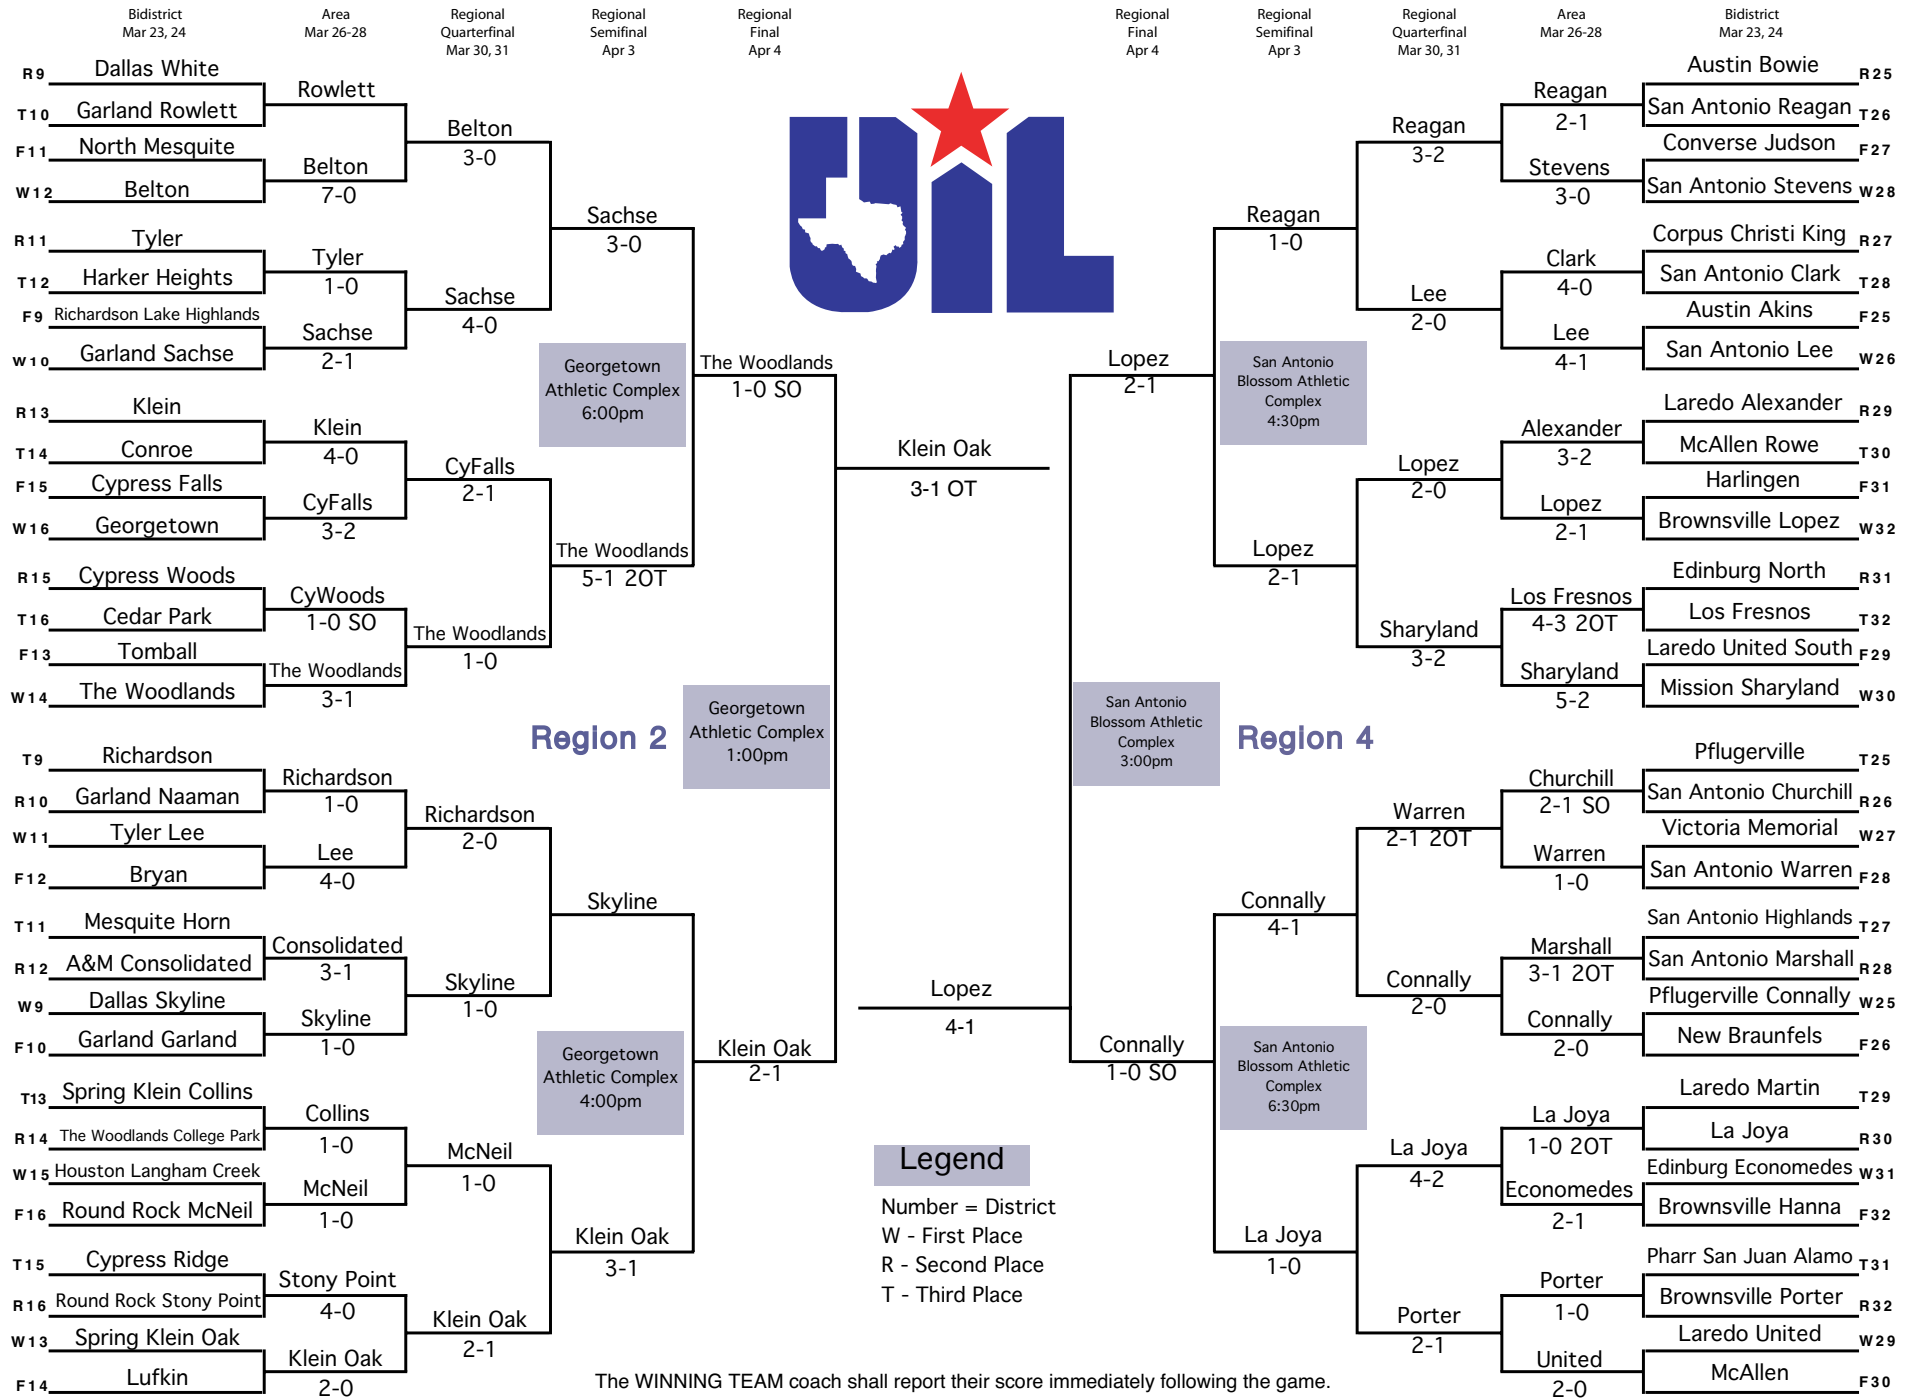 Bidistrict
Mar 23, 24
Area
Mar 26-28
Regional
Quarterfinal
Mar 30, 31
Regional
Semifinal
Apr 3
Regional
Final
Apr 4
Regional
Final
Apr 4
Regional
Semifinal
Apr 3
Regional
Quarterfinal
Mar 30, 31
Area
Mar 26-28
Bidistrict
Mar 23, 24
UIL
R9 Dallas White
T10 Garland Rowlett
F11 North Mesquite
W12 Belton
R11 Tyler
T12 Harker Heights
F9 Richardson Lake Highlands
W10 Garland Sachse
R13 Klein
T14 Conroe
F15 Cypress Falls
W16 Georgetown
R15 Cypress Woods
T16 Cedar Park
F13 Tomball
W14 The Woodlands
T9 Richardson
R10 Garland Naaman
W11 Tyler Lee
F12 Bryan
T11 Mesquite Horn
R12 A&M Consolidated
W9 Dallas Skyline
F10 Garland Garland
T13 Spring Klein Collins
R14 The Woodlands College Park
W15 Houston Langham Creek
F16 Round Rock McNeil
T15 Cypress Ridge
R16 Round Rock Stony Point
W13 Spring Klein Oak
F14 Lufkin
Rowlett
Belton
7-0
Tyler
1-0
Sachse
2-1
Klein
4-0
CyFalls
3-2
CyWoods
1-0 SO
The Woodlands
3-1
Richardson
1-0
Lee
4-0
Consolidated
3-1
Skyline
1-0
Collins
1-0
McNeil
1-0
Stony Point
4-0
Klein Oak
2-0
Belton
3-0
Sachse
4-0
CyFalls
2-1
The Woodlands
1-0
Richardson
2-0
Skyline
1-0
McNeil
1-0
Klein Oak
2-1
Sachse
3-0
Georgetown
Athletic Complex
6:00pm
The Woodlands
5-1 2OT
Region 2
Skyline
Georgetown
Athletic Complex
4:00pm
Klein Oak
3-1
The Woodlands
1-0 SO
Georgetown
Athletic Complex
1:00pm
Klein Oak
2-1
Klein Oak
3-1 OT
Lopez
4-1
Legend
Number = District
W - First Place
R - Second Place
T - Third Place
Lopez
2-1
San Antonio
Blossom Athletic
Complex
3:00pm
Connally
1-0 SO
Reagan
1-0
San Antonio
Blossom Athletic
Complex
4:30pm
Lopez
2-1
Region 4
Connally
4-1
San Antonio
Blossom Athletic
Complex
6:30pm
La Joya
1-0
Reagan
3-2
Lee
2-0
Lopez
2-0
Sharyland
3-2
Warren
2-1 2OT
Connally
2-0
La Joya
4-2
Porter
2-1
Reagan
2-1
Stevens
3-0
Clark
4-0
Lee
4-1
Alexander
3-2
Lopez
2-1
Los Fresnos
4-3 2OT
Sharyland
5-2
Churchill
2-1 SO
Warren
1-0
Marshall
3-1 2OT
Connally
2-0
La Joya
1-0 2OT
Economedes
2-1
Porter
1-0
United
2-0
Austin Bowie R25
San Antonio Reagan T26
Converse Judson F27
San Antonio Stevens W28
Corpus Christi King R27
San Antonio Clark T28
Austin Akins F25
San Antonio Lee W26
Laredo Alexander R29
McAllen Rowe T30
Harlingen F31
Brownsville Lopez W32
Edinburg North R31
Los Fresnos T32
Laredo United South F29
Mission Sharyland W30
Pflugerville T25
San Antonio Churchill R26
Victoria Memorial W27
San Antonio Warren F28
San Antonio Highlands T27
San Antonio Marshall R28
Pflugerville Connally W25
New Braunfels F26
Laredo Martin T29
La Joya R30
Edinburg Economedes W31
Brownsville Hanna F32
Pharr San Juan Alamo T31
Brownsville Porter R32
Laredo United W29
McAllen F30
The WINNING TEAM coach shall report their score immediately following the game.